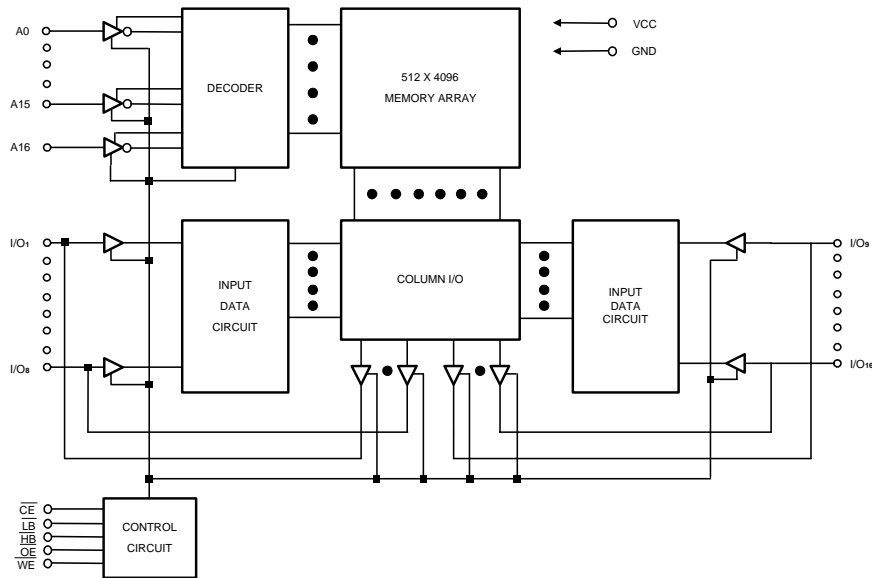 A0
VCC
GND
512 X 4096
MEMORY ARRAY
DECODER
A15
A16
I/O₁
I/O₉
INPUT
DATA
CIRCUIT
COLUMN I/O
INPUT
DATA
CIRCUIT
I/O₈
I/O₁₆
CE
LB
HB
OE
WE
CONTROL
CIRCUIT